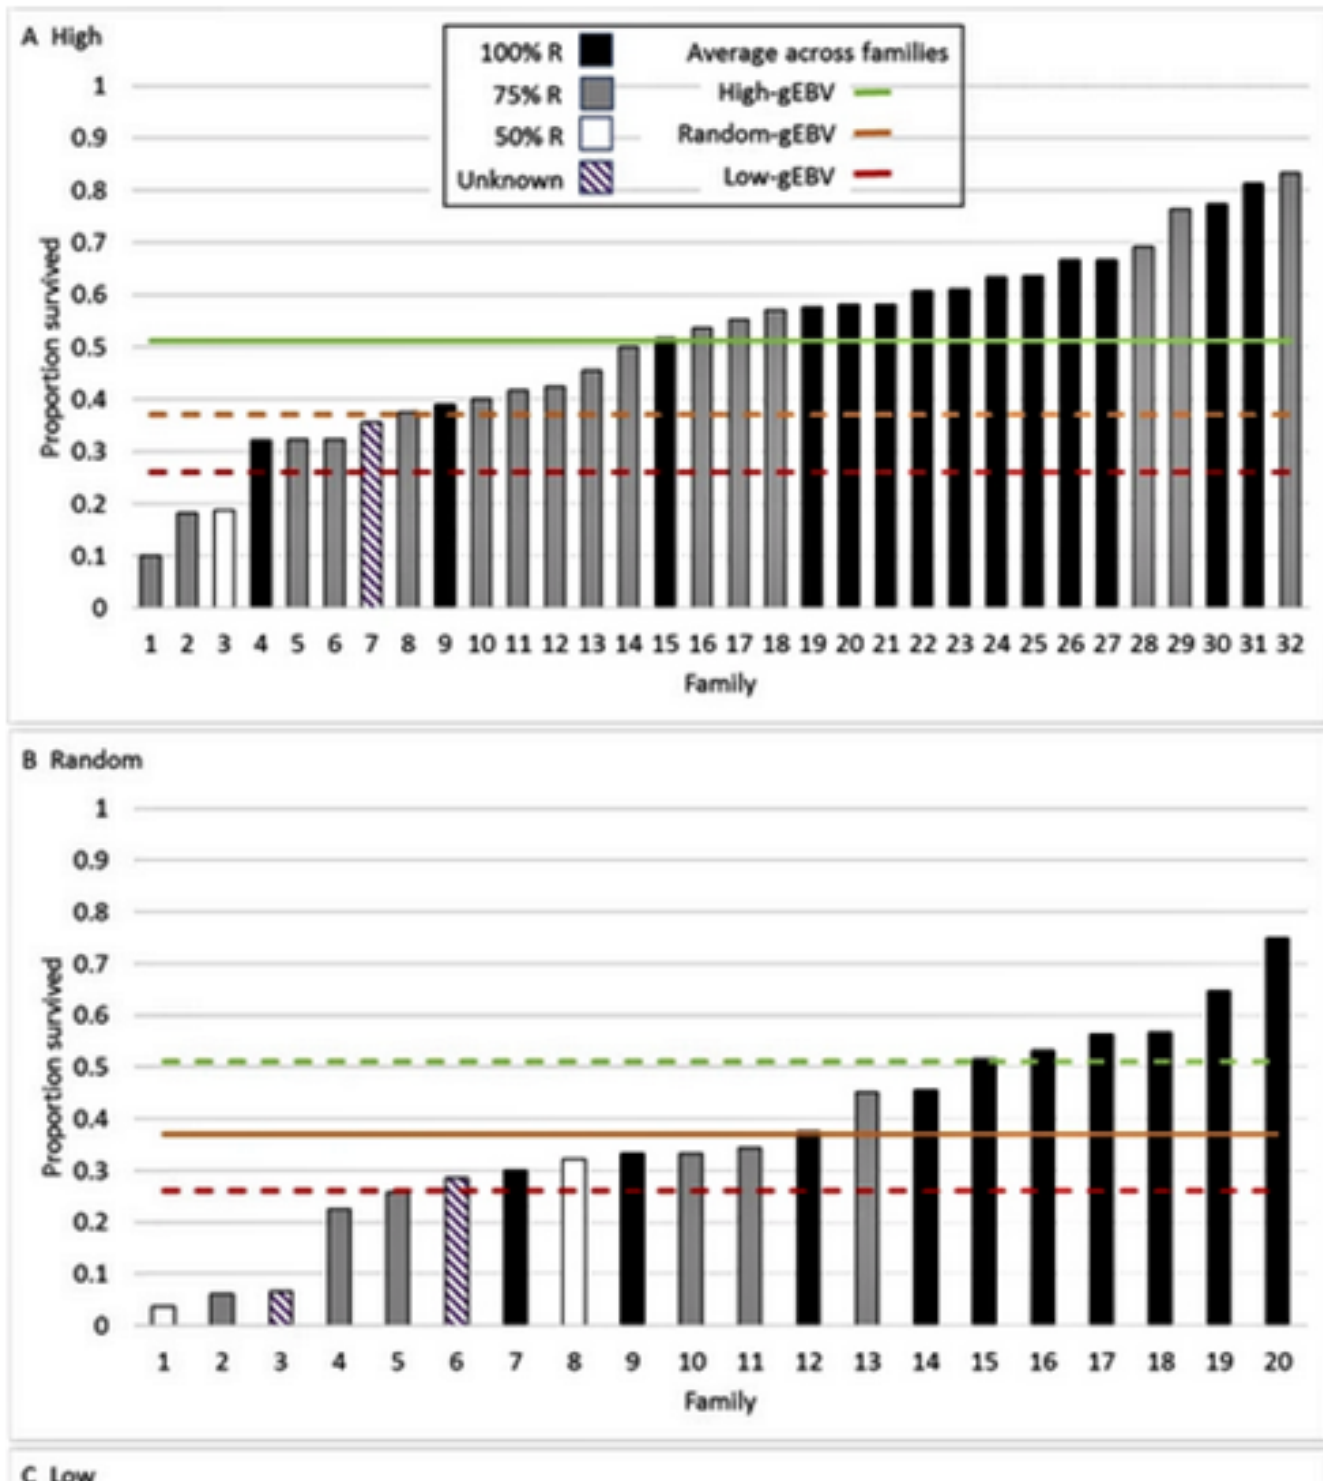 A High
100% R
75% R
50% R
Unknown
Average across families
High-gEBV
Random-gEBV
Low-gEBV
Proportion survived
1
0.9
0.8
0.7
0.6
0.5
0.4
0.3
0.2
0.1
0
1 2 3 4 5 6 7 8 9 10 11 12 13 14 15 16 17 18 19 20 21 22 23 24 25 26 27 28 29 30 31 32
Family
B Random
Proportion survived
1
0.9
0.8
0.7
0.6
0.5
0.4
0.3
0.2
0.1
0
1 2 3 4 5 6 7 8 9 10 11 12 13 14 15 16 17 18 19 20
Family
C Low